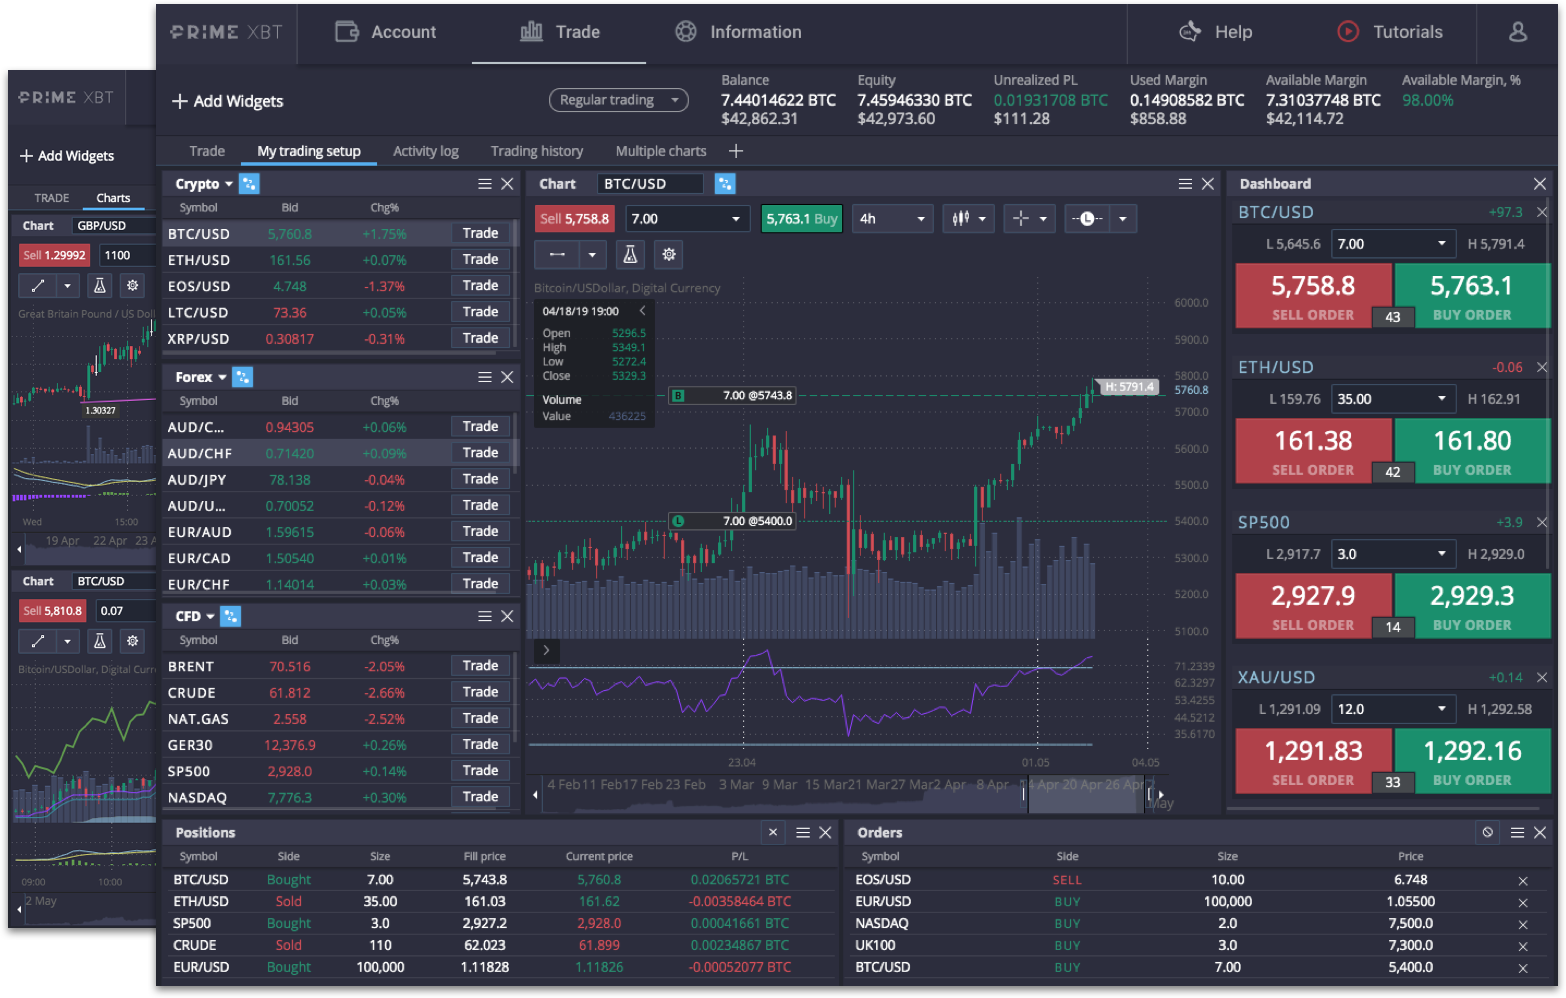 PRIME XBT
Add Widgets
TRADE Charts
Chart GBP/USD
Sell 1.29992 1100
Great Britain Pound / US Doll
1.30327
Wed 15:00
19 Apr 22 Apr 23 A
Chart BTC/USD
Sell 5,810.8 0.07
Bitcoin/USDollar, Digital Curr
09:00 10:00
2 May
PRIME XBT Account Trade Information Help Tutorials
Add Widgets
Regular trading
Balance Equity Unrealized PL Used Margin Available Margin Available Margin, %
7.44014622 BTC 7.45946330 BTC 0.01931708 BTC 0.14908582 BTC 7.31037748 BTC 98.00%
$42,862.31 $42,973.60 $111.28 $858.88 $42,114.72
Trade My trading setup Activity log Trading history Multiple charts
Crypto
Symbol Bid Chg%
BTC/USD 5,760.8 +1.75% Trade
ETH/USD 161.56 +0.07% Trade
EOS/USD 4.748 -1.37% Trade
LTC/USD 73.36 +0.05% Trade
XRP/USD 0.30817 -0.31% Trade
Forex
Symbol Bid Chg%
AUD/C... 0.94305 +0.06% Trade
AUD/CHF 0.71420 +0.09% Trade
AUD/JPY 78.138 -0.04% Trade
AUD/U... 0.70052 -0.12% Trade
EUR/AUD 1.59615 -0.06% Trade
EUR/CAD 1.50540 +0.01% Trade
EUR/CHF 1.14014 +0.03% Trade
CFD
Symbol Bid Chg%
BRENT 70.516 -2.05% Trade
CRUDE 61.812 -2.66% Trade
NAT.GAS 2.558 -2.52% Trade
GER30 12,376.9 +0.26% Trade
SP500 2,928.0 +0.14% Trade
NASDAQ 7,776.3 +0.30% Trade
Chart BTC/USD
Sell 5,758.8 7.00 5,763.1 Buy 4h L
Bitcoin/USDollar, Digital Currency
04/18/19 19:00
Open 5296.5
High 5349.1
Low 5272.4
Close 5329.3
Volume
Value 436225
B 7.00 @5743.8
L 7.00 @5400.0
H: 5791.4
6000.0
5900.0
5800.0
5760.8
5700.0
5600.0
5500.0
5400.0
5300.0
5200.0
5100.0
71.2339
62.3297
53.4255
44.5212
35.6170
23.04 01.05 04.05
4 Feb 11 Feb 17 Feb 23 Feb 3 Mar 9 Mar 15 Mar 21 Mar 27 Mar 2 Apr 8 Apr 14 Apr 20 Apr 26 Apr 2
May
Dashboard
BTC/USD +97.3
L 5,645.6 7.00 H 5,791.4
5,758.8 5,763.1
SELL ORDER 43 BUY ORDER
ETH/USD -0.06
L 159.76 35.00 H 162.91
161.38 161.80
SELL ORDER 42 BUY ORDER
SP500 +3.9
L 2,917.7 3.0 H 2,929.0
2,927.9 2,929.3
SELL ORDER 14 BUY ORDER
XAU/USD +0.14
L 1,291.09 12.0 H 1,292.58
1,291.83 1,292.16
SELL ORDER 33 BUY ORDER
Positions
Symbol Side Size Fill price Current price P/L
BTC/USD Bought 7.00 5,743.8 5,760.8 0.02065721 BTC
ETH/USD Sold 35.00 161.03 161.62 -0.00358464 BTC
SP500 Bought 3.0 2,927.2 2,928.0 0.00041661 BTC
CRUDE Sold 110 62.023 61.899 0.00234867 BTC
EUR/USD Bought 100,000 1.11828 1.11826 -0.00052077 BTC
Orders
Symbol Side Size Price
EOS/USD SELL 10.00 6.748
EUR/USD BUY 100,000 1.05500
NASDAQ BUY 2.0 7,500.0
UK100 BUY 3.0 7,300.0
BTC/USD BUY 7.00 5,400.0